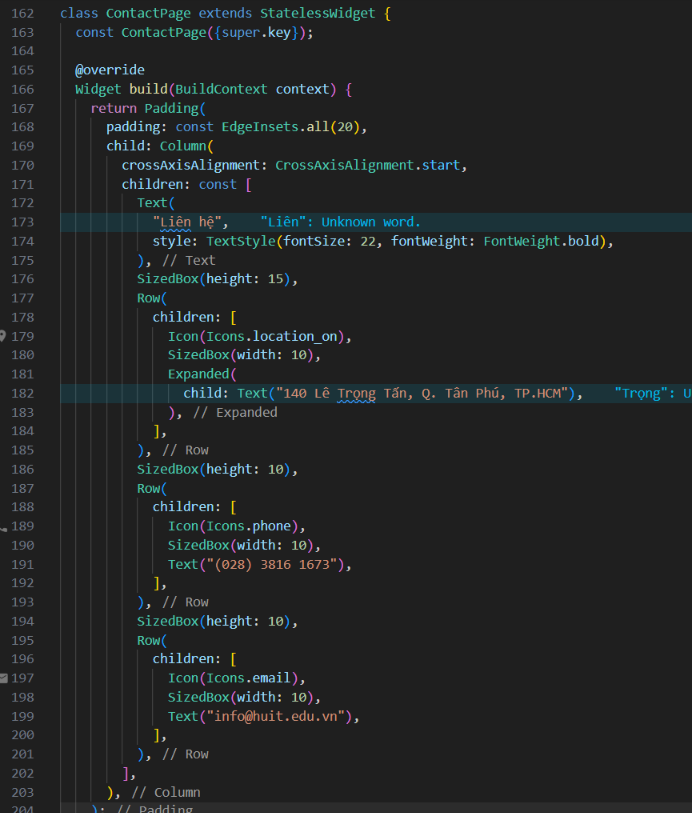 162 class ContactPage extends StatelessWidget {
163 const ContactPage({super.key});
164
165 @override
166 Widget build(BuildContext context) {
167 return Padding(
168 padding: const EdgeInsets.all(20),
169 child: Column(
170 crossAxisAlignment: CrossAxisAlignment.start,
171 children: const [
172 Text(
173 "Liên hệ", "Liên": Unknown word.
174 style: TextStyle(fontSize: 22, fontWeight: FontWeight.bold),
175 ), // Text
176 SizedBox(height: 15),
177 Row(
178 children: [
179 Icon(Icons.location_on),
180 SizedBox(width: 10),
181 Expanded(
182 child: Text("140 Lê Trọng Tấn, Q. Tân Phú, TP.HCM"), "Trọng": U
183 ), // Expanded
184 ],
185 ), // Row
186 SizedBox(height: 10),
187 Row(
188 children: [
189 Icon(Icons.phone),
190 SizedBox(width: 10),
191 Text("(028) 3816 1673"),
192 ],
193 ), // Row
194 SizedBox(height: 10),
195 Row(
196 children: [
197 Icon(Icons.email),
198 SizedBox(width: 10),
199 Text("info@huit.edu.vn"),
200 ],
201 ), // Row
202 ],
203 ), // Column
204 ); // Padding